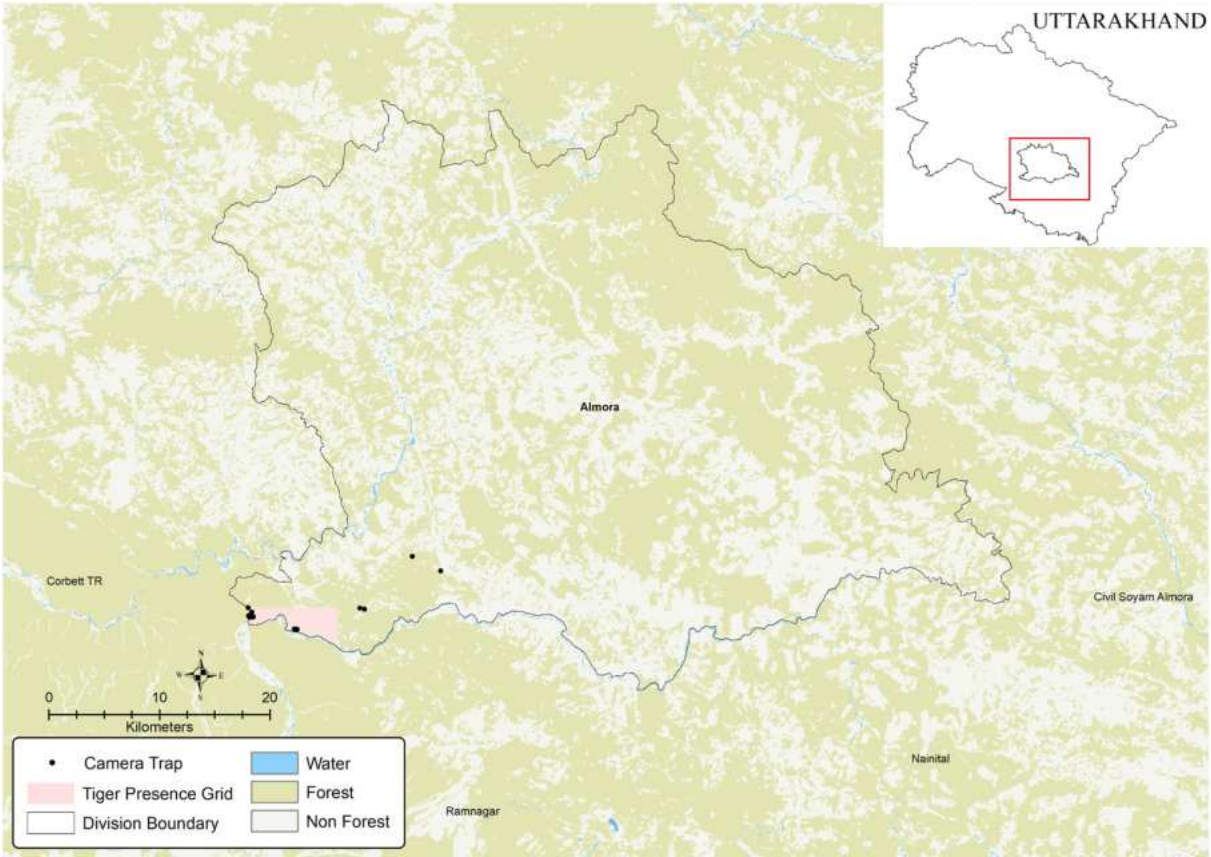 UTTARAKHAND
Almora
Corbett TR
Civil Soyam Almora
N
W E
S
0 10 20
Kilometers
Nainital
Ramnagar
Camera Trap
Tiger Presence Grid
Division Boundary
Water
Forest
Non Forest